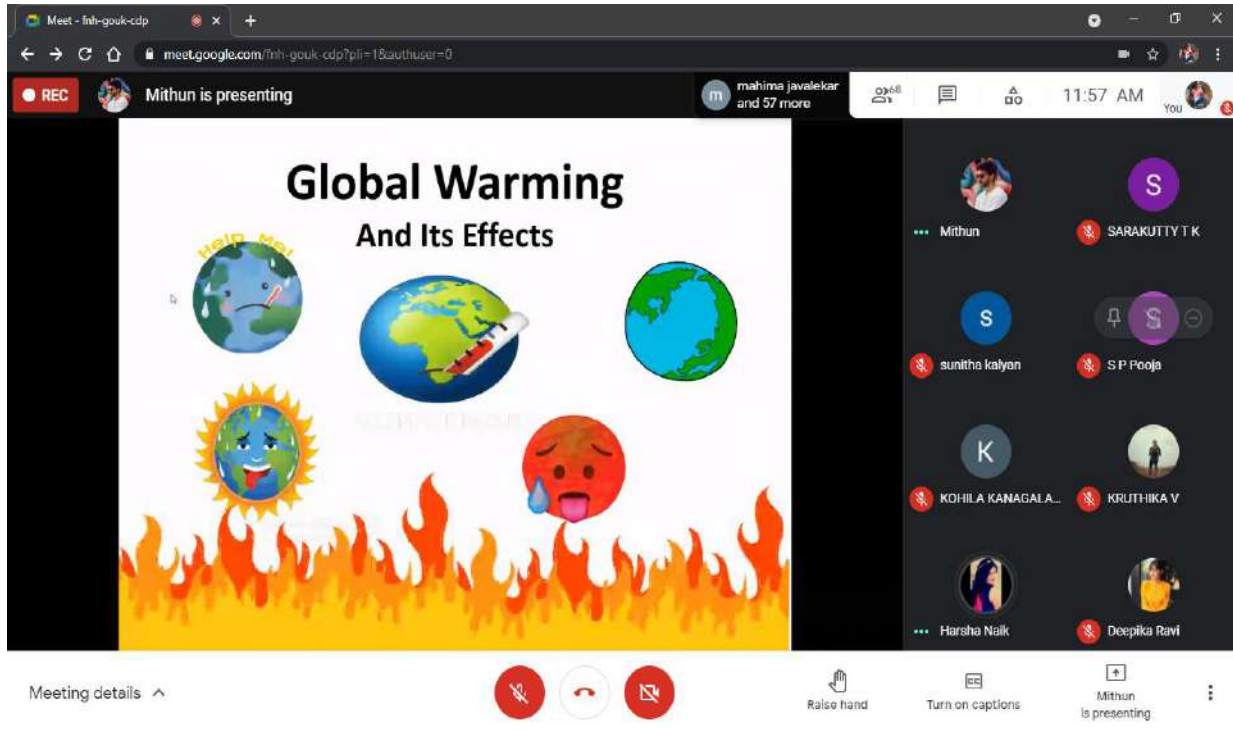 Meet - fnh-gouk-cdp
meet.google.com/fnh-gouk-cdp?pli=1&authuser=0
REC
Mithun is presenting
m
mahima javalekar
and 57 more
68
11:57 AM
You
Global Warming
And Its Effects
Help Me!
Mithun
S
SARAKUTTY T K
S
sunitha kalyan
S
S P Pooja
K
KOHILA KANAGALA...
KRUTHIKA V
Harsha Naik
Deepika Ravi
Meeting details
Raise hand
CC
Turn on captions
Mithun
is presenting